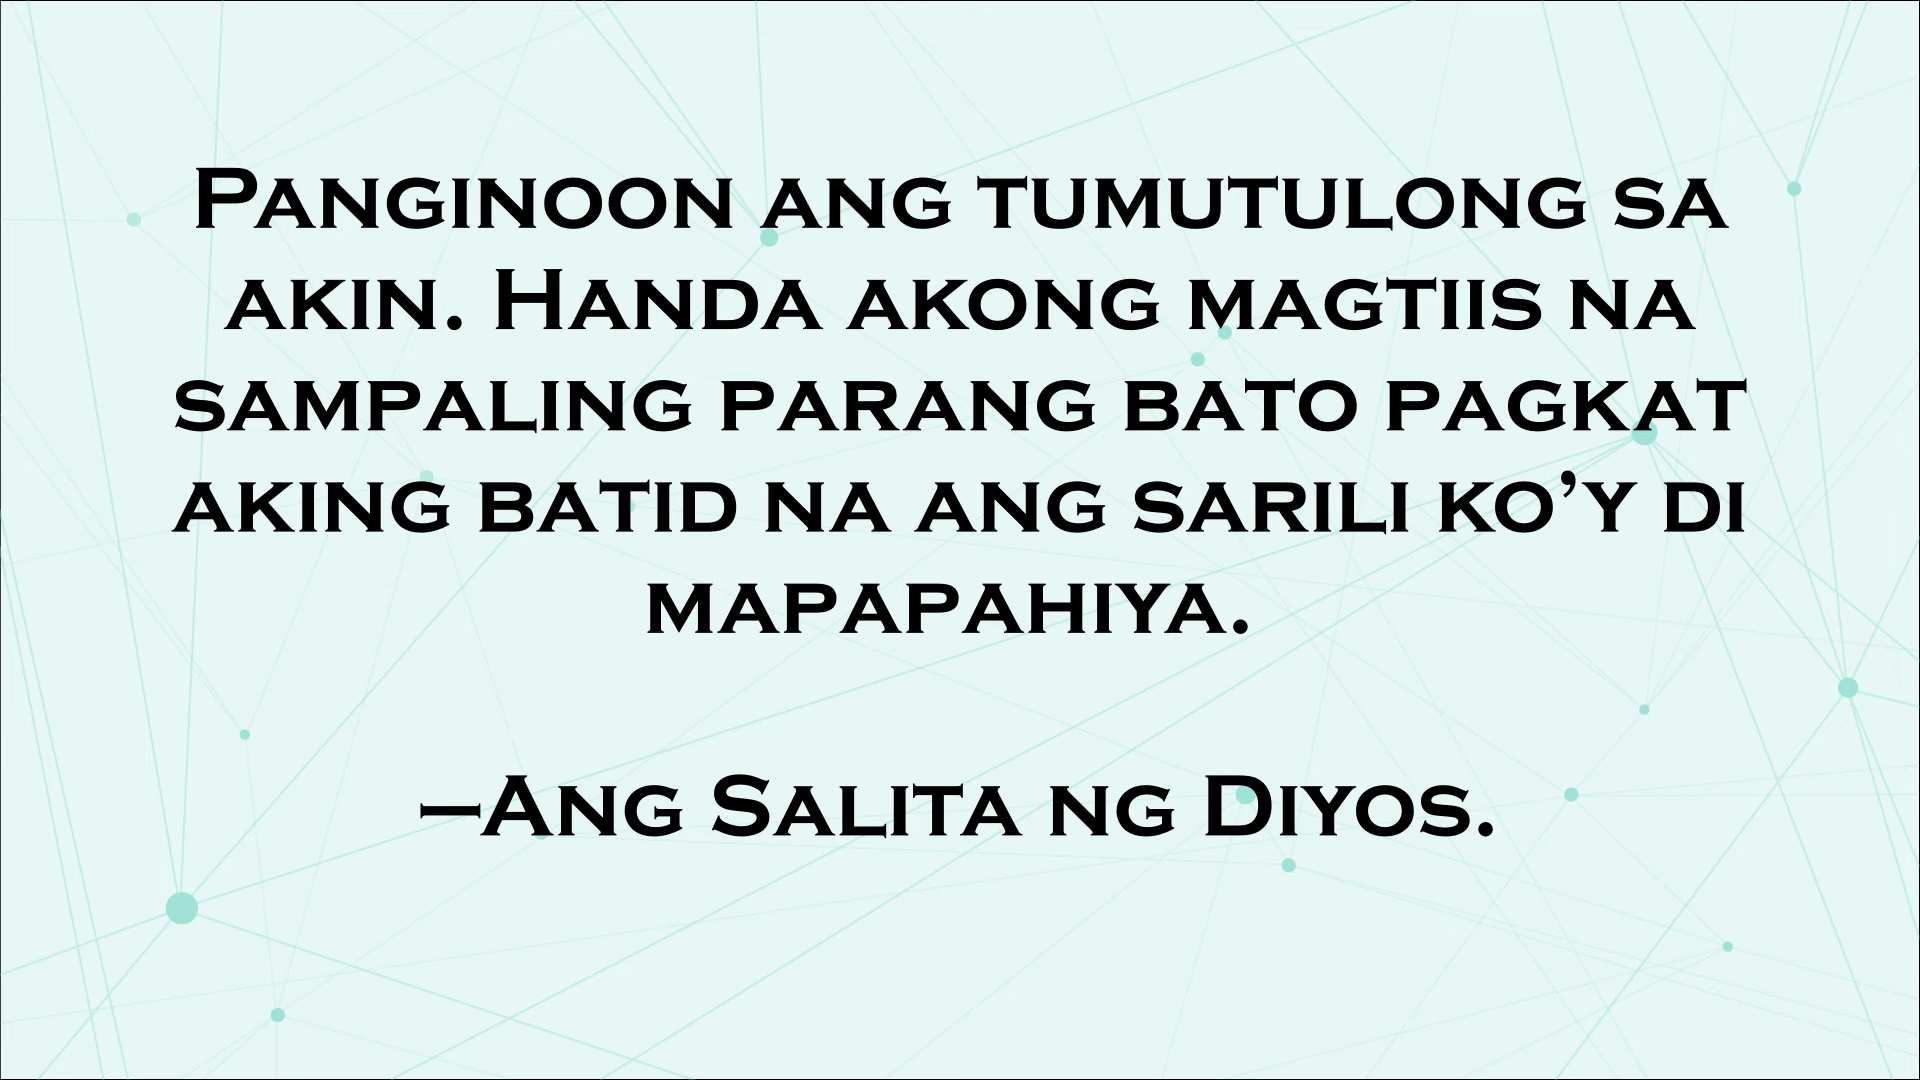 Panginoon ang tumutulong sa
akin. Handa akong magtiis na
sampaling parang bato pagkat
aking batid na ang sarili ko’y di
mapapahiya.
—Ang Salita ng Diyos.